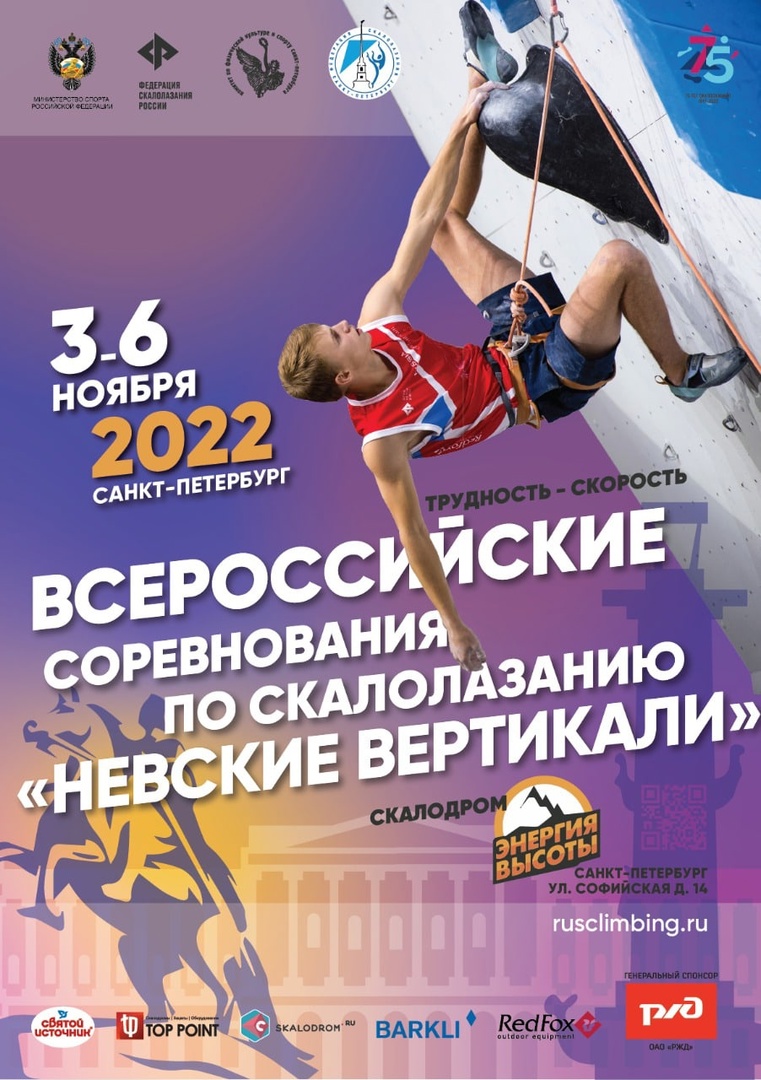 МИНИСТЕРСТВО СПОРТА
РОССИЙСКОЙ ФЕДЕРАЦИИ
ФЕДЕРАЦИЯ
СКАЛОЛАЗАНИЯ
РОССИИ
75
3-6
НОЯБРЯ
2022
САНКТ-ПЕТЕРБУРГ
ТРУДНОСТЬ - СКОРОСТЬ
ВСЕРОССИЙСКИЕ
СОРЕВНОВАНИЯ
ПО СКАЛОЛАЗАНИЮ
«НЕВСКИЕ ВЕРТИКАЛИ»
СКАЛОДРОМ
ЭНЕРГИЯ
ВЫСОТЫ
САНКТ-ПЕТЕРБУРГ
УЛ. СОФИЙСКАЯ Д. 14
rusclimbing.ru
ГЕНЕРАЛЬНЫЙ СПОНСОР
святой
источник
TOP POINT
SKALODROM.RU
BARKLI
RedFox
outdoor equipment
ржд
ОАО «РЖД»